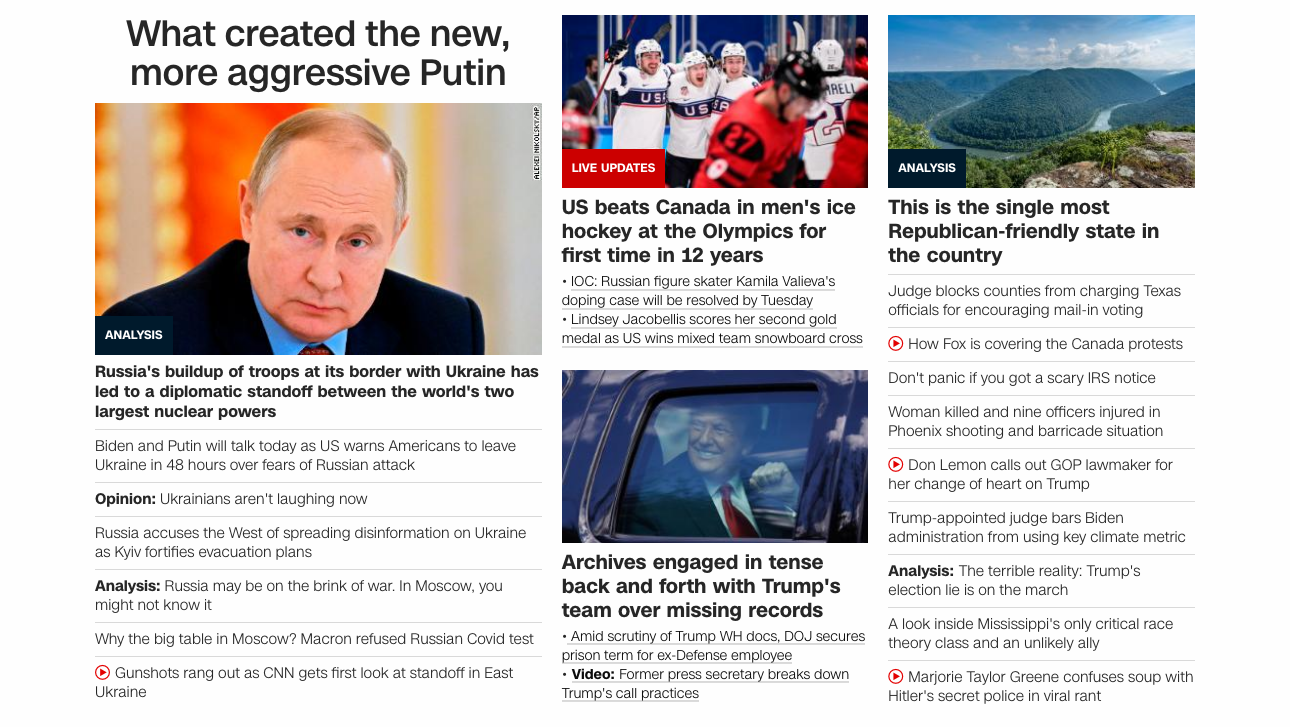 What created the new,
more aggressive Putin
ALEXEI NIKOLSKY/AP
ANALYSIS
Russia's buildup of troops at its border with Ukraine has
led to a diplomatic standoff between the world's two
largest nuclear powers
Biden and Putin will talk today as US warns Americans to leave
Ukraine in 48 hours over fears of Russian attack
Opinion: Ukrainians aren't laughing now
Russia accuses the West of spreading disinformation on Ukraine
as Kyiv fortifies evacuation plans
Analysis: Russia may be on the brink of war. In Moscow, you
might not know it
Why the big table in Moscow? Macron refused Russian Covid test
Gunshots rang out as CNN gets first look at standoff in East
Ukraine
USA
27
LIVE UPDATES
US beats Canada in men's ice
hockey at the Olympics for
first time in 12 years
• IOC: Russian figure skater Kamila Valieva's
doping case will be resolved by Tuesday
• Lindsey Jacobellis scores her second gold
medal as US wins mixed team snowboard cross
Archives engaged in tense
back and forth with Trump's
team over missing records
• Amid scrutiny of Trump WH docs, DOJ secures
prison term for ex-Defense employee
• Video: Former press secretary breaks down
Trump's call practices
ANALYSIS
This is the single most
Republican-friendly state in
the country
Judge blocks counties from charging Texas
officials for encouraging mail-in voting
How Fox is covering the Canada protests
Don't panic if you got a scary IRS notice
Woman killed and nine officers injured in
Phoenix shooting and barricade situation
Don Lemon calls out GOP lawmaker for
her change of heart on Trump
Trump-appointed judge bars Biden
administration from using key climate metric
Analysis: The terrible reality: Trump's
election lie is on the march
A look inside Mississippi's only critical race
theory class and an unlikely ally
Marjorie Taylor Greene confuses soup with
Hitler's secret police in viral rant